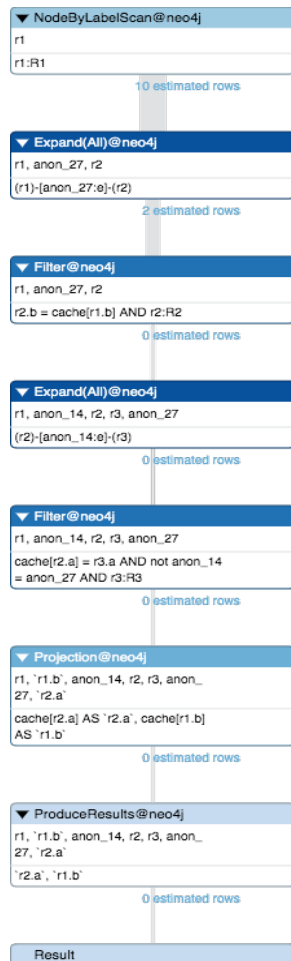 ▼ NodeByLabelScan@neo4j
r1
r1:R1
10 estimated rows
▼ Expand(All)@neo4j
r1, anon_27, r2
(r1)-[anon_27:e]-(r2)
2 estimated rows
▼ Filter@neo4j
r1, anon_27, r2
r2.b = cache[r1.b] AND r2:R2
0 estimated rows
▼ Expand(All)@neo4j
r1, anon_14, r2, r3, anon_27
(r2)-[anon_14:e]-(r3)
0 estimated rows
▼ Filter@neo4j
r1, anon_14, r2, r3, anon_27
cache[r2.a] = r3.a AND not anon_14
= anon_27 AND r3:R3
0 estimated rows
▼ Projection@neo4j
r1, `r1.b`, anon_14, r2, r3, anon_
27, `r2.a`
cache[r2.a] AS `r2.a`, cache[r1.b]
AS `r1.b`
0 estimated rows
▼ ProduceResults@neo4j
r1, `r1.b`, anon_14, r2, r3, anon_
27, `r2.a`
`r2.a`, `r1.b`
0 estimated rows
Result